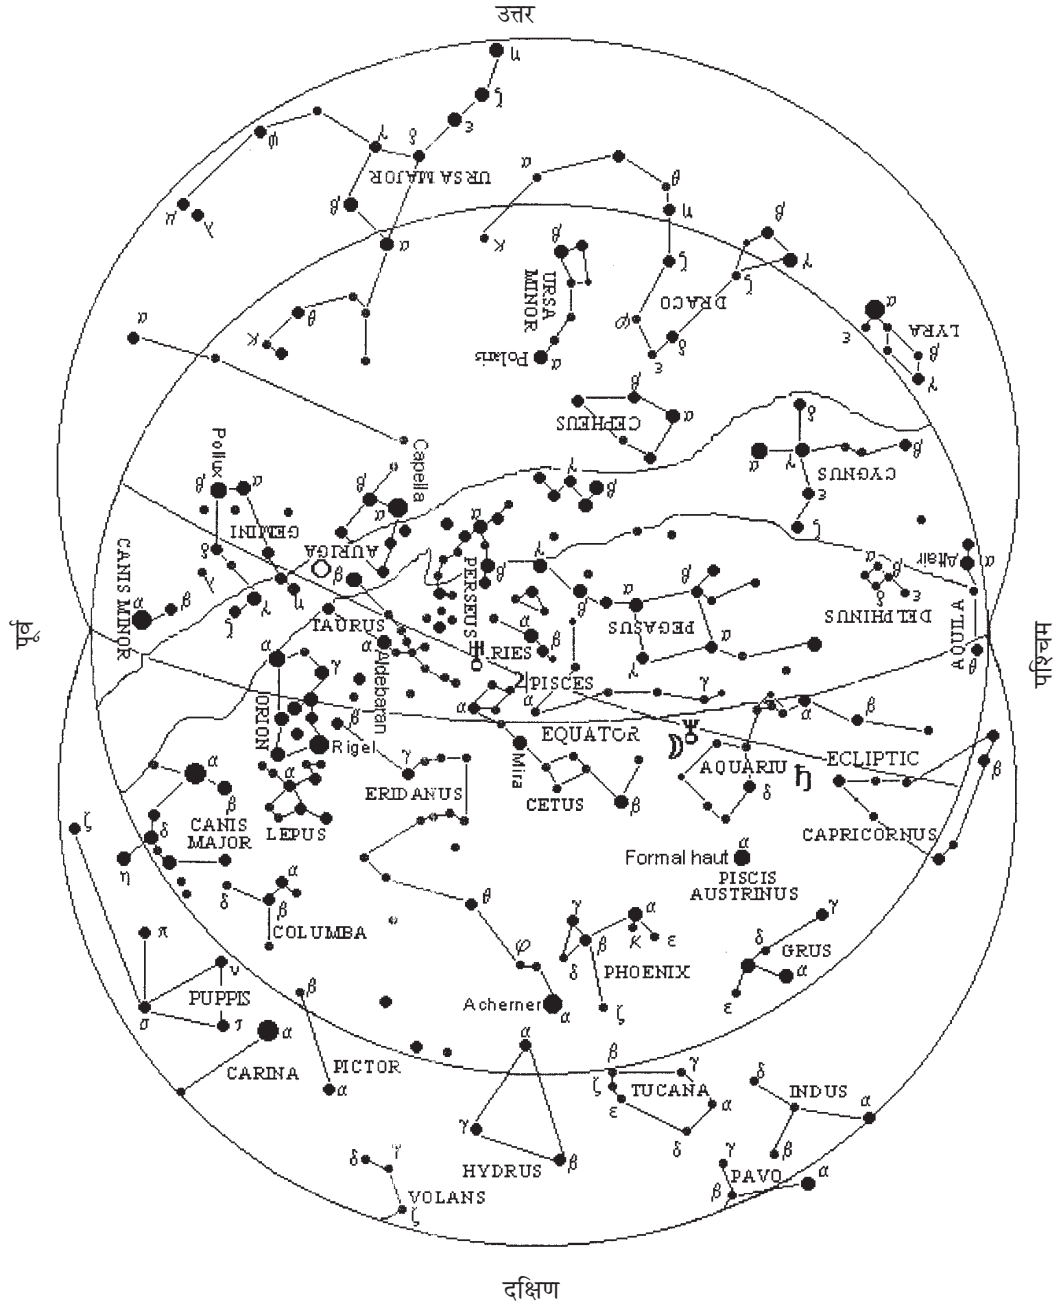 उत्तर
η
ζ
ε
φ
γ
δ
URSA MAJOR
α
θ
η
μ
λ
β
α
κ
β
URSA
MINOR
ζ
β
γ
ζ
DRACO
θ
κ
φ
δ
ε
α
ε
LYRA
β
γ
α
Polaris
α
β
CEPHEUS
α
δ
α
γ
CYGNUS
β
ε
ζ
Pollux
β
α
GEMINI
δ
λ
γ
ζ
η
Capella
β
α
AURIGA
β
α
PERSEUS
β
γ
γ
β
β
PEGASUS
γ
α
α
β
δ
ε
DELPHINUS
Altair
α
AQULA
θ
पूर्व
पश्चिम
CANIS MINOR
α
β
TAURUS
Aldebaran
α
β
RIES
♃
PISCES
α
α
γ
α
γ
ORION
β
Rigel
EQUATOR
Mira
☽
♅
AQUARIU
δ
α
β
♄
ECLIPTIC
β
CAPRICORNUS
γ
ERIDANUS
CETUS
β
α
β
CANIS
MAJOR
δ
η
ζ
α
LEPUS
Formal haut
α
PISCIS
AUSTRINUS
δ
α
β
COLUMBA
θ
φ
Acherner
α
γ
α
κ
ε
β
δ
PHOENIX
ζ
γ
δ
GRUS
α
ε
π
ν
PUPPIS
σ
τ
β
α
CARINA
PICTOR
α
α
γ
β
HYDRUS
β
γ
ζ
TUCANA
ε
α
δ
δ
INDUS
α
β
δ
γ
VOLANS
ζ
γ
PAVO
α
β
दक्षिण